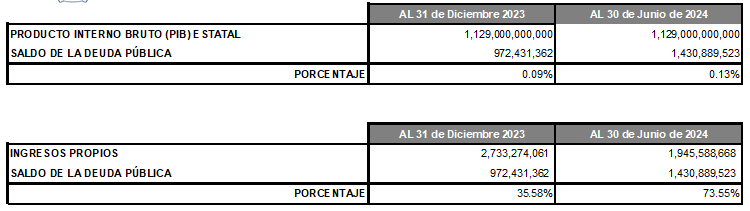 AL 31 de Diciembre 2023 AL 30 de Junio de 2024
PRODUCTO INTERNO BRUTO (PIB) ESTATAL 1,129,000,000,000 1,129,000,000,000
SALDO DE LA DEUDA PÚBLICA 972,431,362 1,430,889,523
PORCENTAJE 0.09% 0.13%
AL 31 de Diciembre 2023 AL 30 de Junio de 2024
INGRESOS PROPIOS 2,733,274,061 1,945,588,668
SALDO DE LA DEUDA PÚBLICA 972,431,362 1,430,889,523
PORCENTAJE 35.58% 73.55%